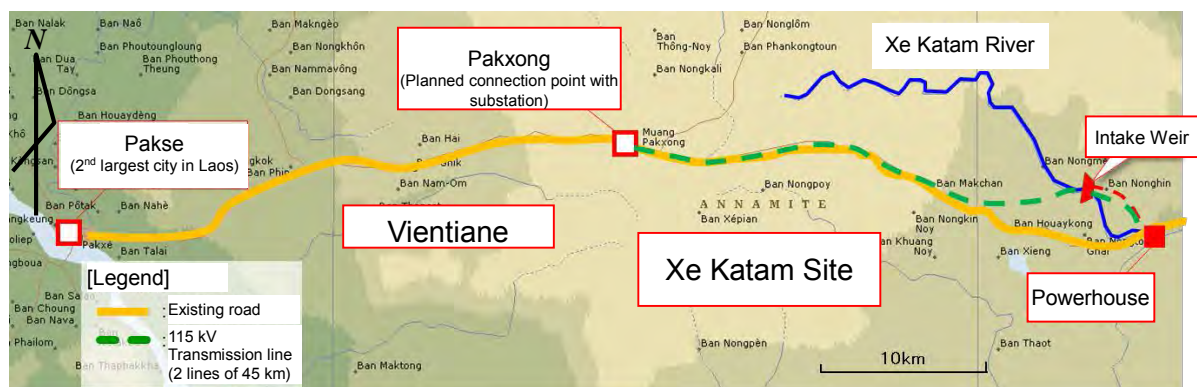 N
Ban Nalak
Ban Naô
Ban Phoutoungloung
Ban Dua
Tay
Ban Phouthong
Theung
Ban Dôngsa
Ban Houaydèng
Ban Makngèo
Ban Nongkhôn
Ban Nammavông
Ban Dongsang
Pakxong
(Planned connection point with
substation)
Ban
Thông-Noy
Ban Nonglôm
Ban Phankongtoun
Ban Nongkali
Xe Katam River
Pakse
(2nd largest city in Laos)
Ban Hai
Muang
Pakxong
Intake Weir
Ban Nam-Om
Ban Pôtak
Ban Nahè
Pakxé
Ban Talai
Vientiane
Ban Nongpoy
ANNAMITE
Ban Xépian
Ban Makchan
Ban Nonghin
Ban Nongkin
Noy
Ban Houaykong
Ban Khuang
Noy
Ban Xieng
Xe Katam Site
Powerhouse
[Legend]
: Existing road
: 115 kV
Transmission line
(2 lines of 45 km)
Ban Choung
Ban Nava
Ban Phailom
Ban Thaphakkha
Ban Maktong
Ban Nongpèn
Ban Thaot
10km